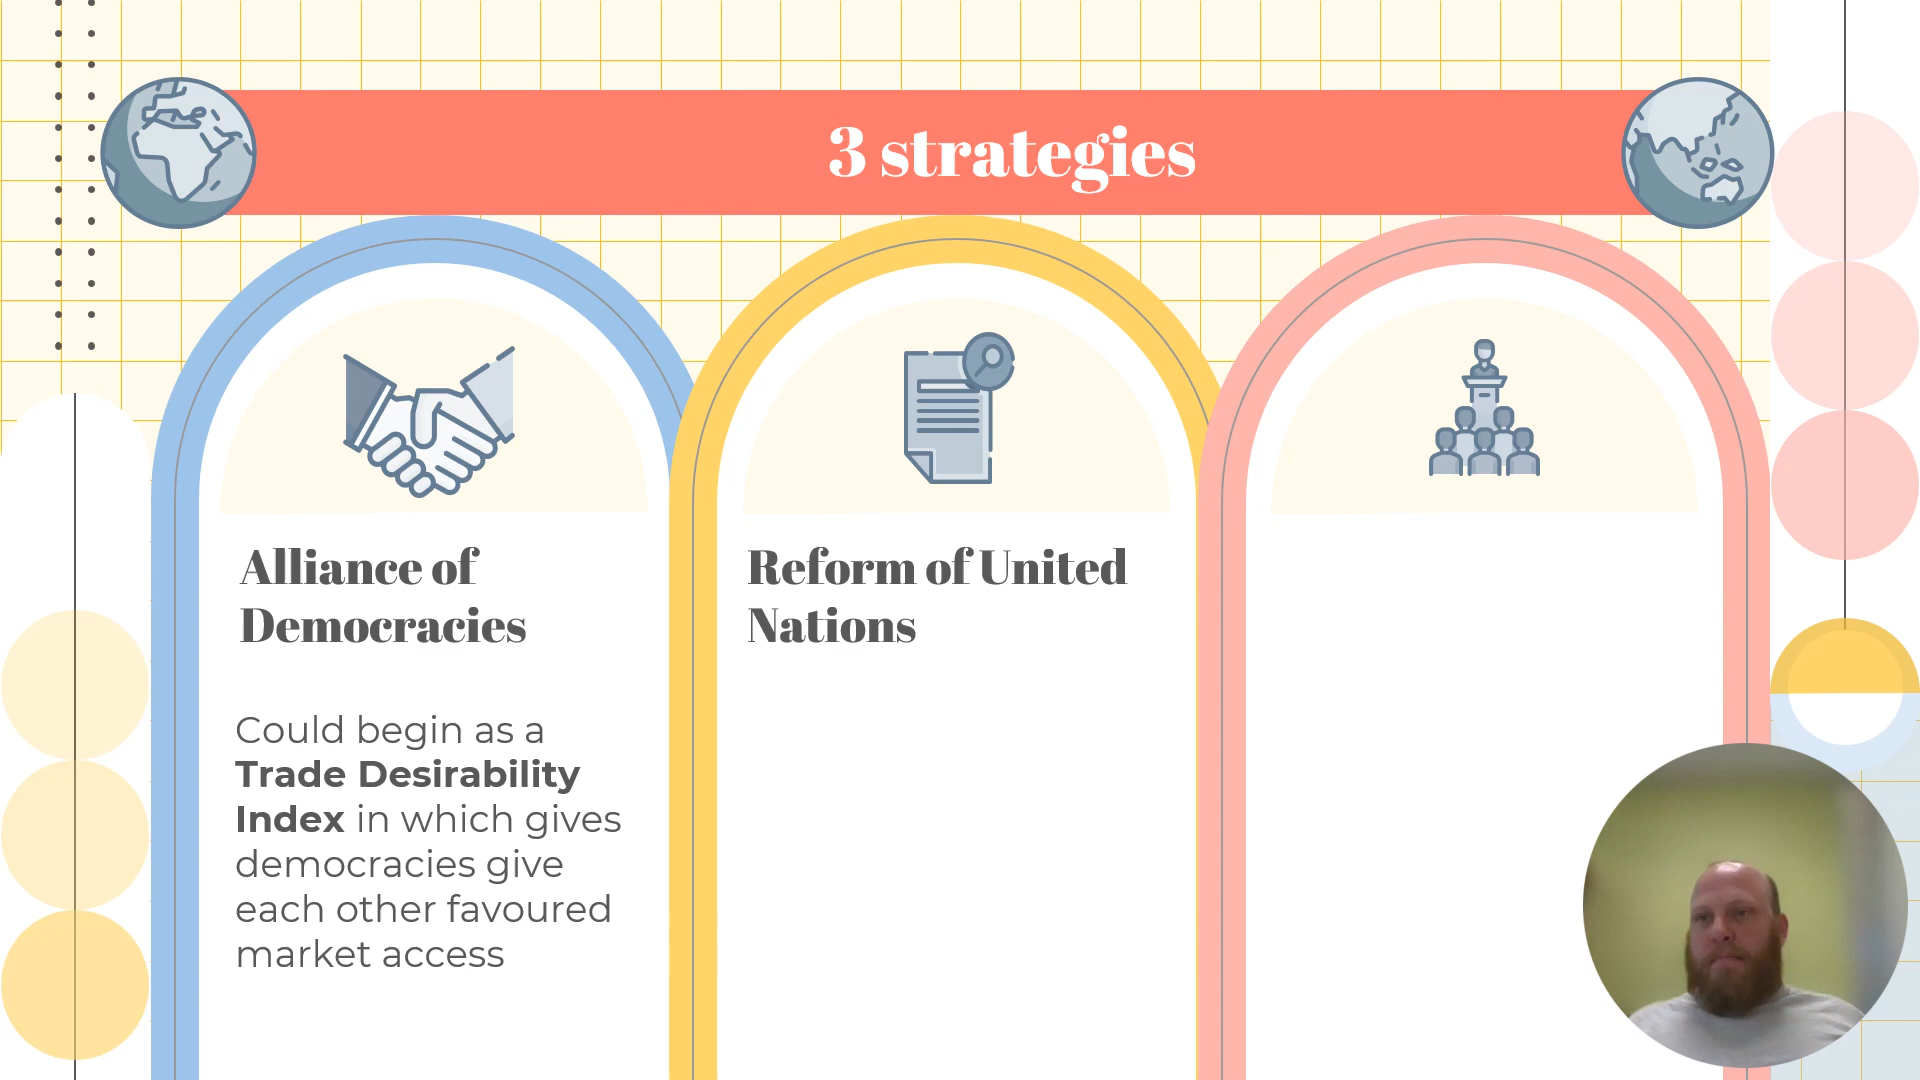 3 strategies
Alliance of
Democracies
Could begin as a
Trade Desirability
Index in which gives
democracies give
each other favoured
market access
Reform of United
Nations